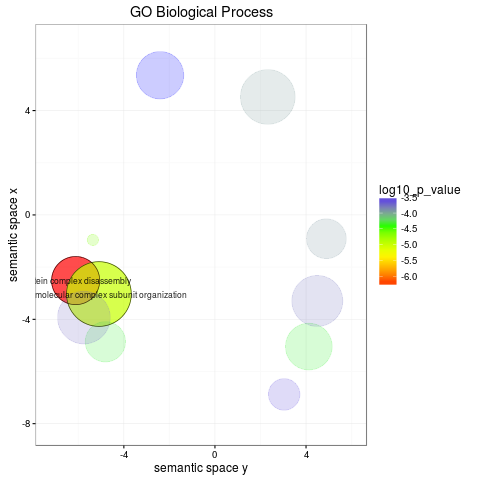 GO Biological Process
semantic space x
4
0
-4
-8
tein complex disassembly
molecular complex subunit organization
-4
0
4
semantic space y
log10_p_value
-3.5
-4.0
-4.5
-5.0
-5.5
-6.0